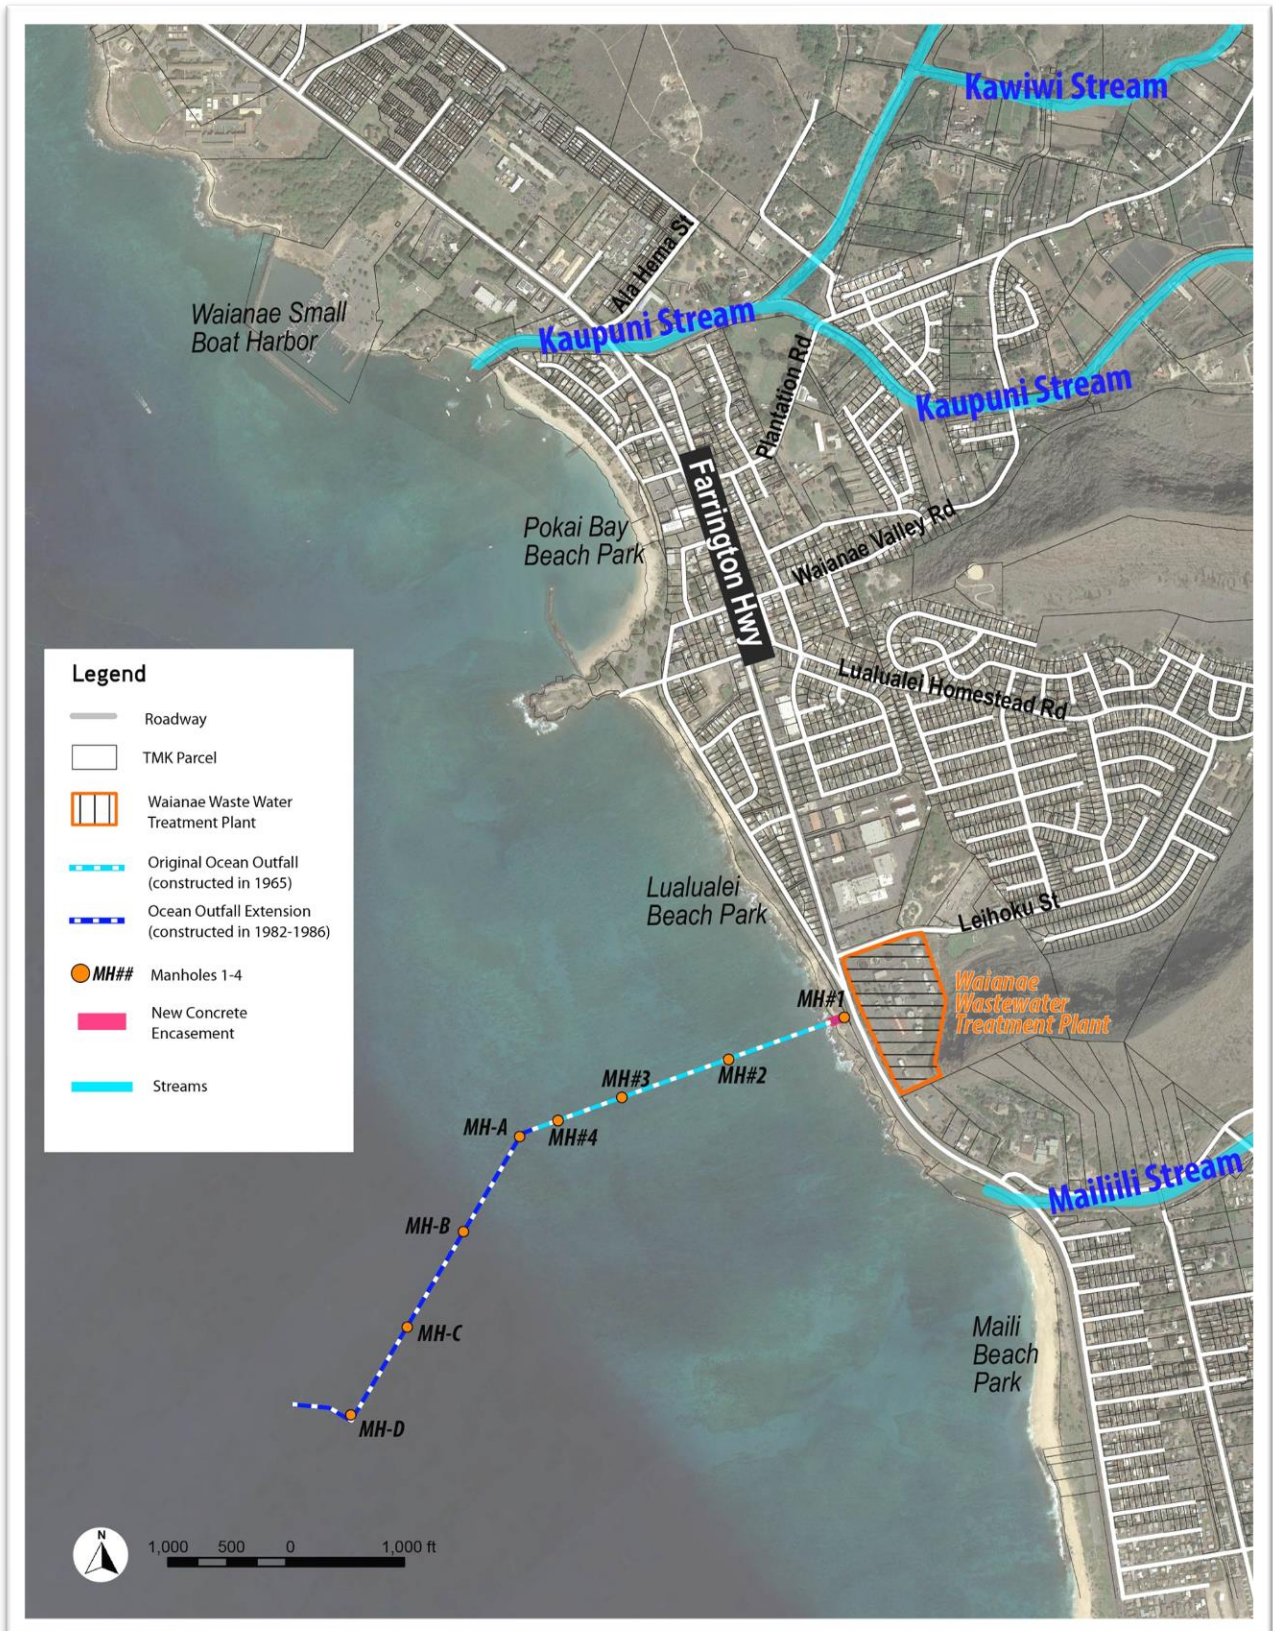 Kawiwi Stream
Ala Hema St
Waianae Small
Boat Harbor
Kaupuni Stream
Plantation Rd
Kaupuni Stream
Farrington Hwy
Pokai Bay
Beach Park
Waianae Valley Rd
Lualualei Homestead Rd
Legend
Roadway
TMK Parcel
Waianae Waste Water
Treatment Plant
Original Ocean Outfall
(constructed in 1965)
Ocean Outfall Extension
(constructed in 1982-1986)
MH## Manholes 1-4
New Concrete
Encasement
Streams
Lualualei
Beach Park
Leihoku St
Waianae
Wastewater
Treatment Plant
MH#1
MH#2
MH#3
MH#4
MH-A
MH-B
MH-C
MH-D
Mailiili Stream
Maili
Beach
Park
N
1,000 500 0 1,000 ft